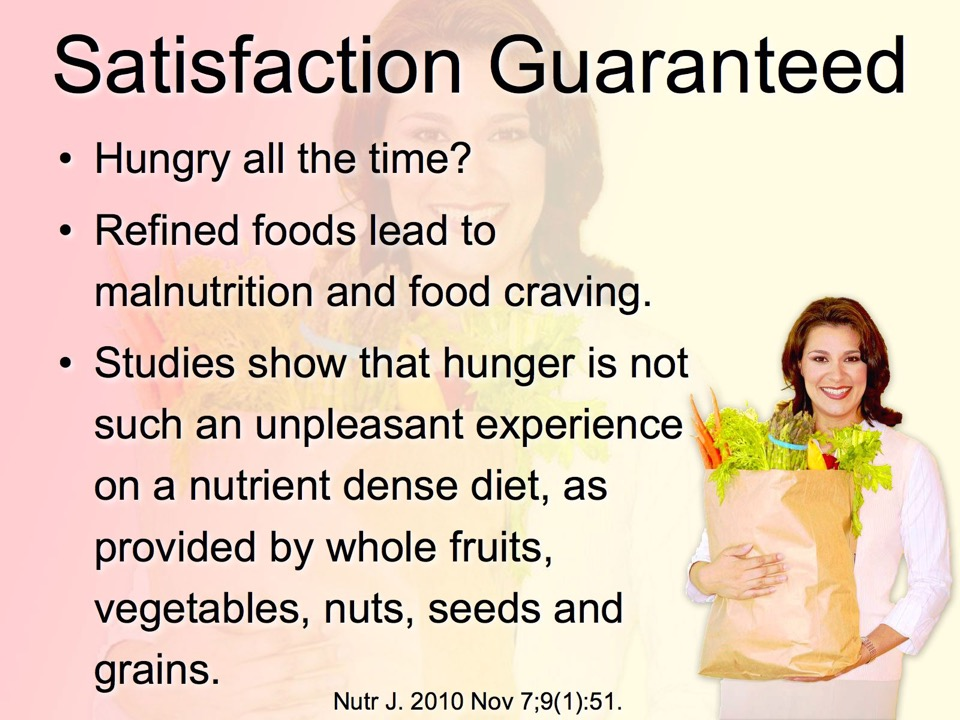 Satisfaction Guaranteed
• Hungry all the time?
• Refined foods lead to
malnutrition and food craving.
• Studies show that hunger is not
such an unpleasant experience
on a nutrient dense diet, as
provided by whole fruits,
vegetables, nuts, seeds and
grains.
Nutr J. 2010 Nov 7;9(1):51.